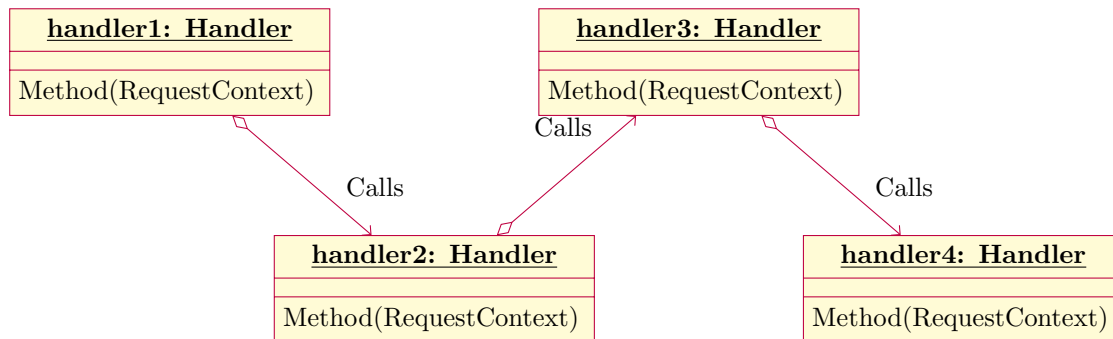 handler1: Handler
Method(RequestContext)
handler3: Handler
Method(RequestContext)
Calls
Calls
Calls
handler2: Handler
Method(RequestContext)
handler4: Handler
Method(RequestContext)